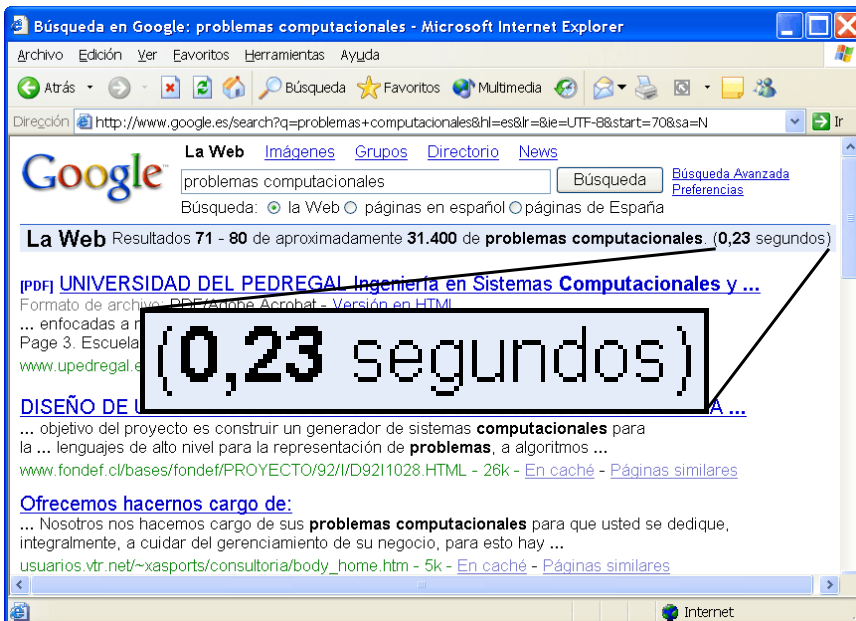 Búsqueda en Google: problemas computacionales - Microsoft Internet Explorer
Archivo Edición Ver Favoritos Herramientas Ayuda
Atrás Búsqueda Favoritos Multimedia
Dirección http://www.google.es/search?q=problemas+computacionales&hl=es&lr=&ie=UTF-8&start=70&sa=N Ir
La Web Imágenes Grupos Directorio News
Google
problemas computacionales Búsqueda Búsqueda Avanzada
Preferencias
Búsqueda: la Web páginas en español páginas de España
La Web Resultados 71 - 80 de aproximadamente 31.400 de problemas computacionales. (0,23 segundos)
[PDF] UNIVERSIDAD DEL PEDREGAL Ingeniería en Sistemas Computacionales y ...
Formato de archivo: PDF/Adobe Acrobat - Versión en HTML
... enfocadas a
Page 3. Escuela
www.upedregal.e
(0,23 segundos)
DISEÑO DE A ...
... objetivo del proyecto es construir un generador de sistemas computacionales para
la ... lenguajes de alto nivel para la representación de problemas, a algoritmos ...
www.fondef.cl/bases/fondef/PROYECTO/92/I/D92I1028.HTML - 26k - En caché - Páginas similares
Ofrecemos hacernos cargo de:
... Nosotros nos hacemos cargo de sus problemas computacionales para que usted se dedique,
integralmente, a cuidar del gerenciamiento de su negocio, para esto hay ...
usuarios.vtr.net/~xasports/consultoria/body_home.htm - 5k - En caché - Páginas similares
Internet